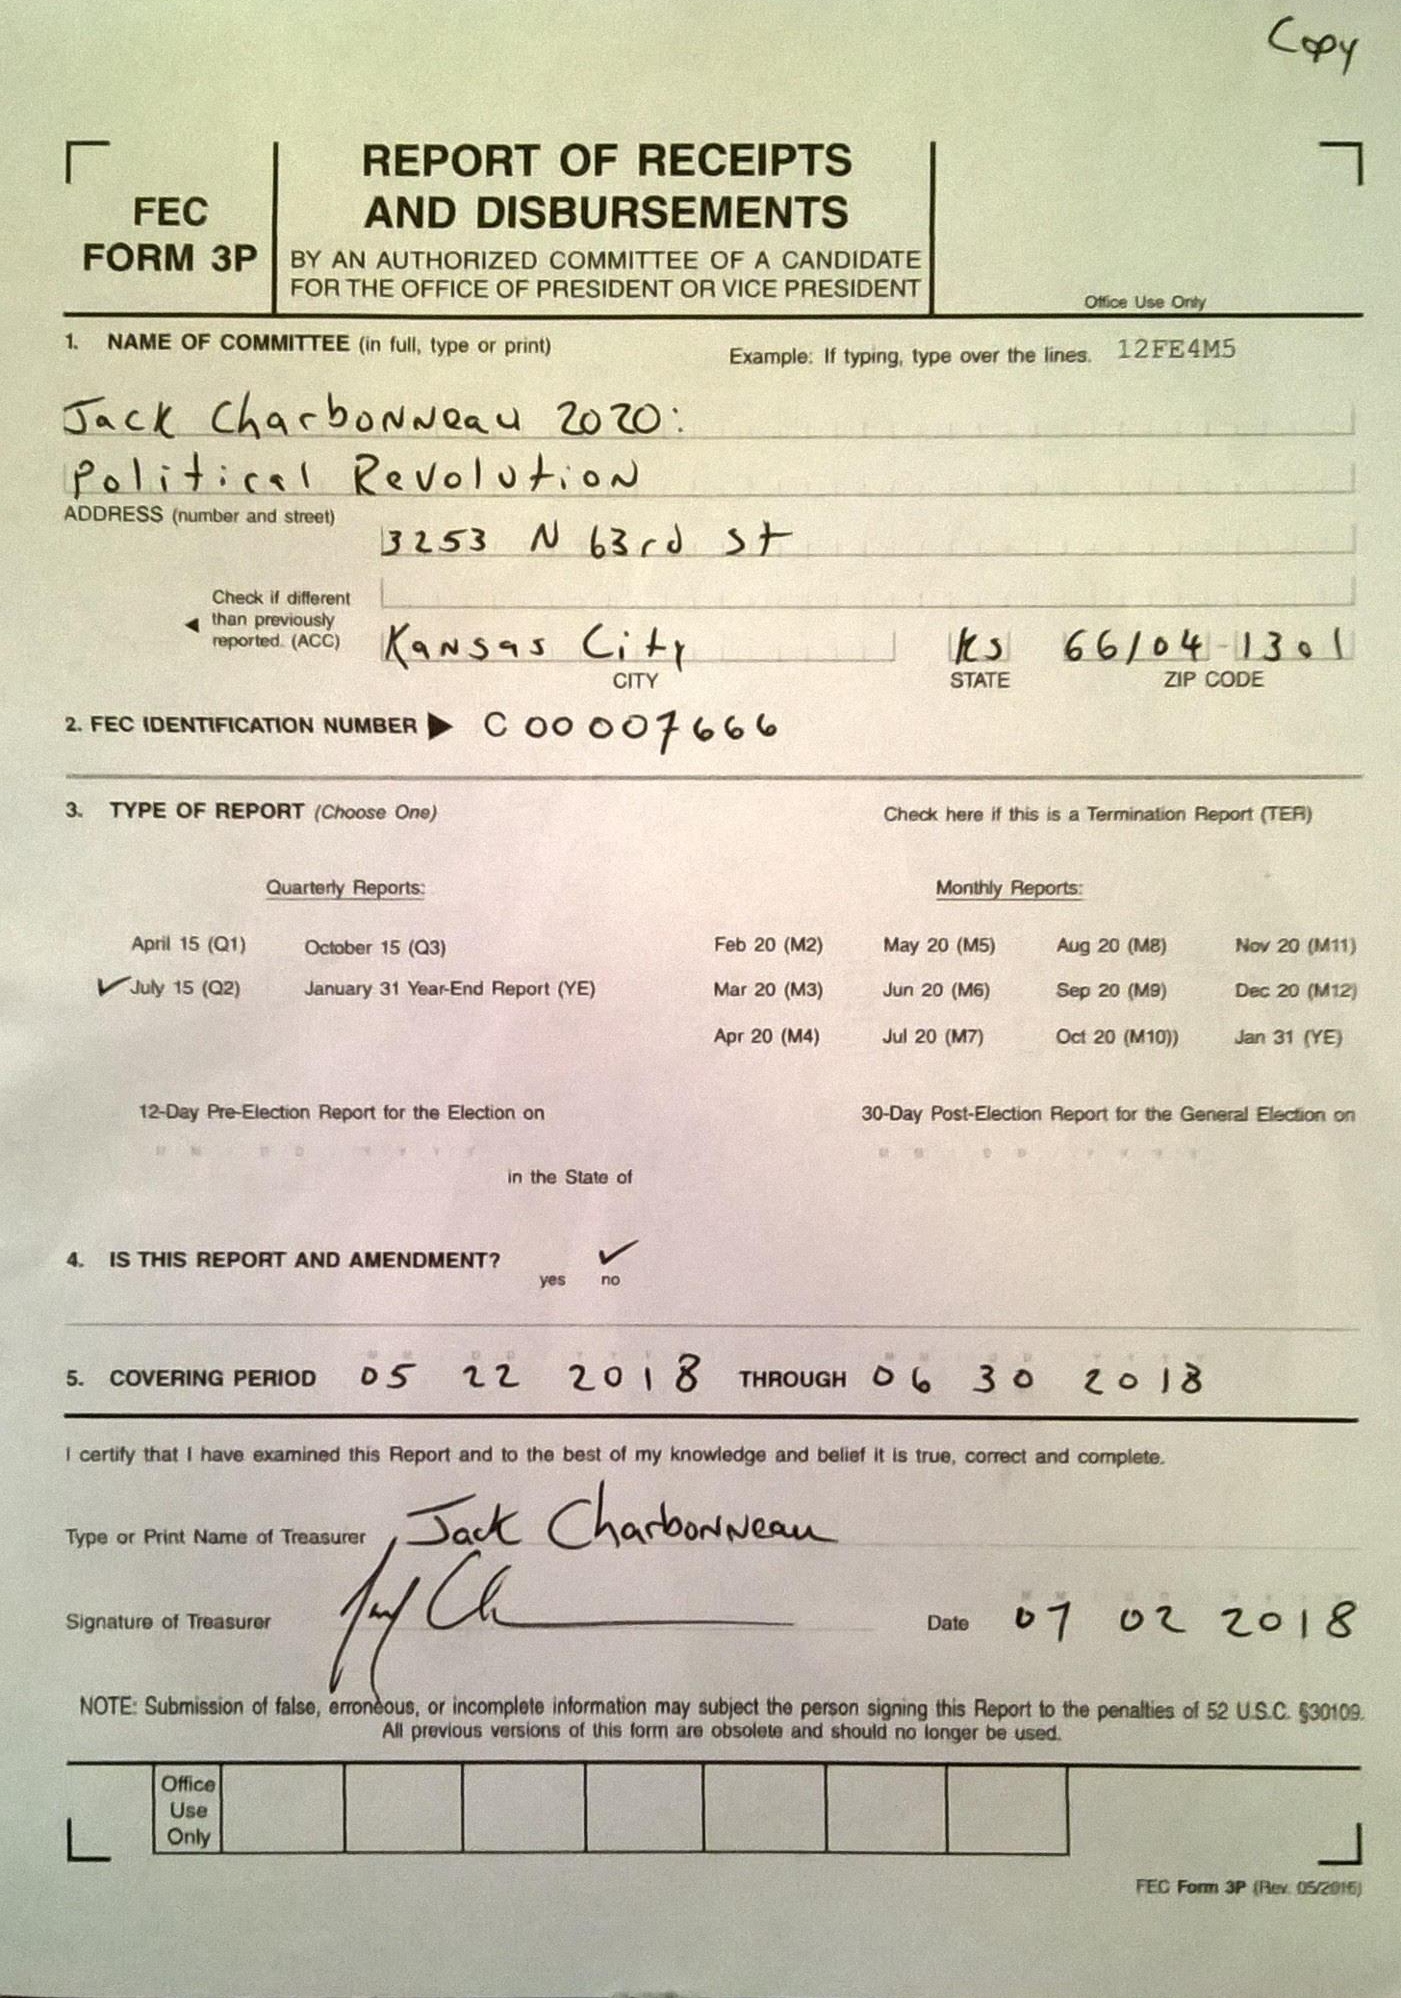 Copy
FEC
FORM 3P
REPORT OF RECEIPTS
AND DISBURSEMENTS
BY AN AUTHORIZED COMMITTEE OF A CANDIDATE
FOR THE OFFICE OF PRESIDENT OR VICE PRESIDENT
Office Use Only
1. NAME OF COMMITTEE (in full, type or print)
Example: If typing, type over the lines. 12FE4M5
Jack Charbonneau 2020:
Political Revolution
ADDRESS (number and street)
3253 N 63rd St
Check if different
than previously
reported. (ACC)
Kansas City KS 66104-1301
CITY STATE ZIP CODE
2. FEC IDENTIFICATION NUMBER ▶ C 00007666
3. TYPE OF REPORT (Choose One)
Check here if this is a Termination Report (TER)
Quarterly Reports: Monthly Reports:
April 15 (Q1) October 15 (Q3) Feb 20 (M2) May 20 (M5) Aug 20 (M8) Nov 20 (M11)
✓ July 15 (Q2) January 31 Year-End Report (YE) Mar 20 (M3) Jun 20 (M6) Sep 20 (M9) Dec 20 (M12)
Apr 20 (M4) Jul 20 (M7) Oct 20 (M10)) Jan 31 (YE)
12-Day Pre-Election Report for the Election on 30-Day Post-Election Report for the General Election on
M M D D Y Y Y Y M M D D Y Y Y Y
in the State of
4. IS THIS REPORT AND AMENDMENT? ✓
yes no
5. COVERING PERIOD 05 22 2018 THROUGH 06 30 2018
I certify that I have examined this Report and to the best of my knowledge and belief it is true, correct and complete.
Type or Print Name of Treasurer Jack Charbonneau
Signature of Treasurer Date 07 02 2018
NOTE: Submission of false, erroneous, or incomplete information may subject the person signing this Report to the penalties of 52 U.S.C. §30109.
All previous versions of this form are obsolete and should no longer be used.
Office
Use
Only
FEC Form 3P (Rev. 05/2016)